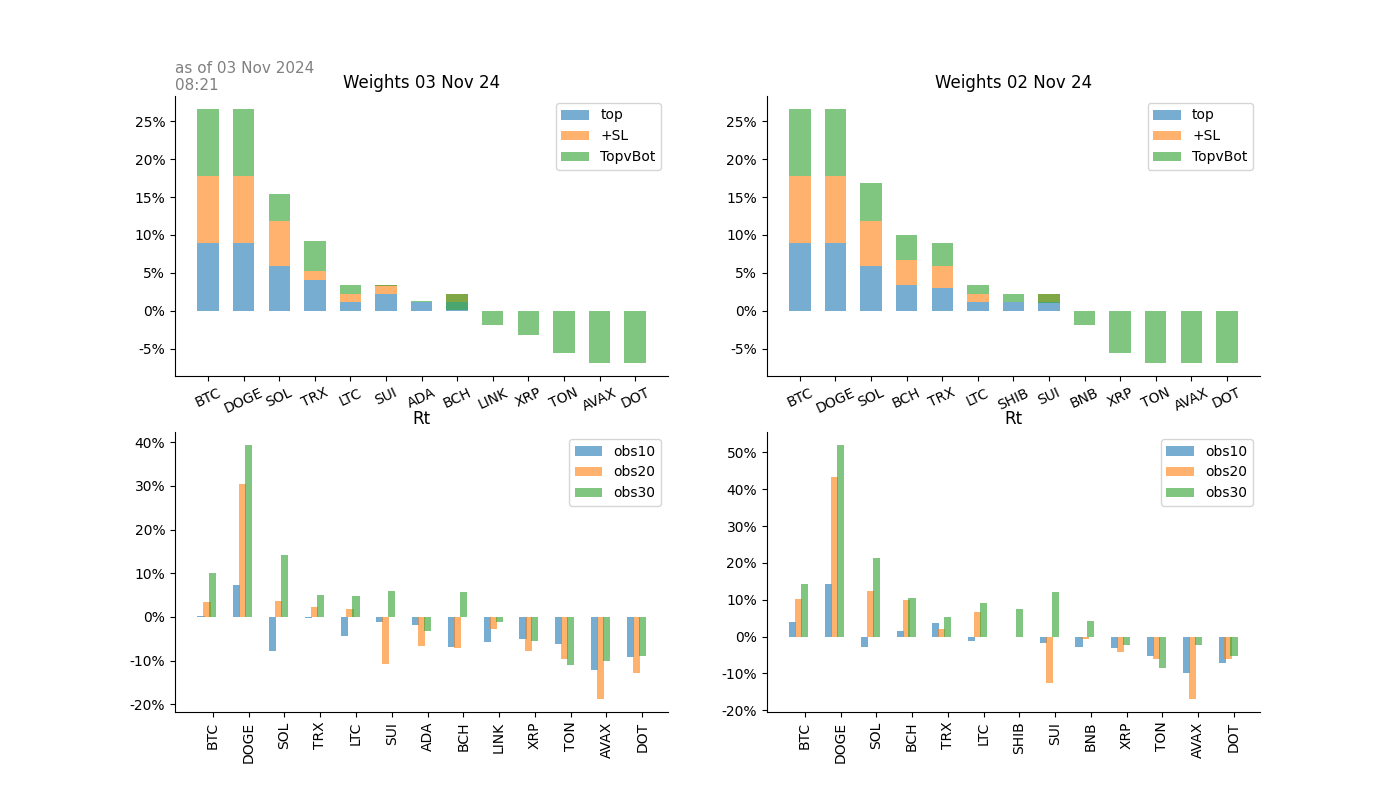 as of 03 Nov 2024
08:21
Weights 03 Nov 24
Weights 02 Nov 24
25%
20%
15%
10%
5%
0%
-5%
top
+SL
TopvBot
BTC DOGE SOL TRX LTC SUI ADA BCH LINK XRP TON AVAX DOT
25%
20%
15%
10%
5%
0%
-5%
top
+SL
TopvBot
BTC DOGE SOL BCH TRX LTC SHIB SUI BNB XRP TON AVAX DOT
Rt
40%
30%
20%
10%
0%
-10%
-20%
obs10
obs20
obs30
BTC DOGE SOL TRX LTC SUI ADA BCH LINK XRP TON AVAX DOT
Rt
50%
40%
30%
20%
10%
0%
-10%
-20%
obs10
obs20
obs30
BTC DOGE SOL BCH TRX LTC SHIB SUI BNB XRP TON AVAX DOT